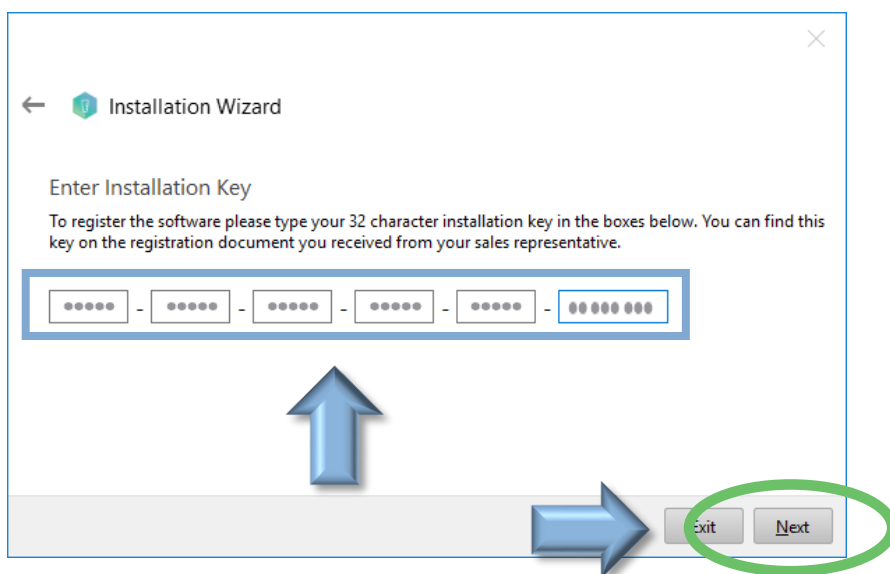 Installation Wizard
Enter Installation Key
To register the software please type your 32 character installation key in the boxes below. You can find this
key on the registration document you received from your sales representative.
●●●●● - ●●●●● - ●●●●● - ●●●●● - ●●●●● - ●●●●●●●●
Exit Next